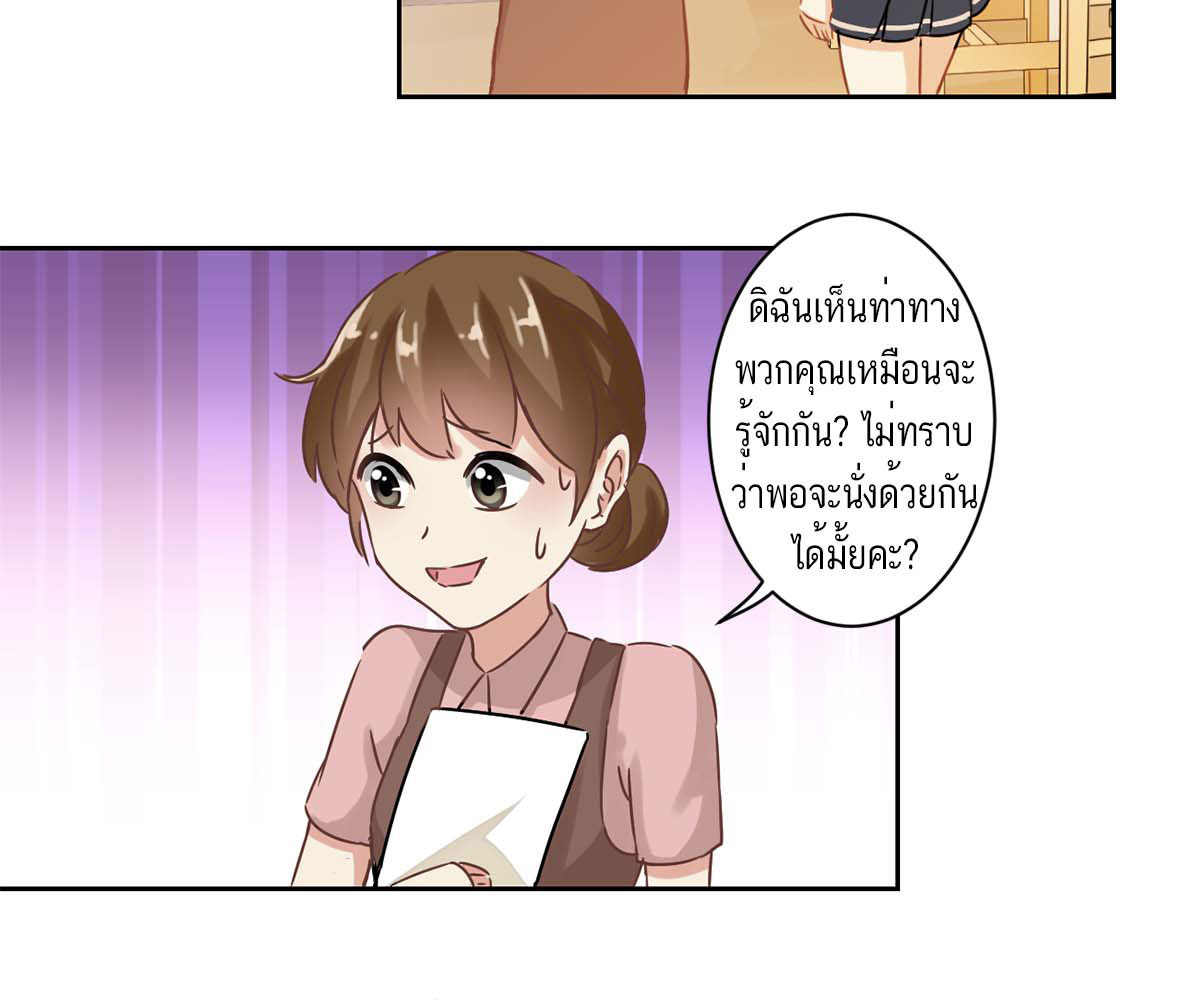 ดิฉันเห็นท่าทาง
พวกคุณเหมือนจะ
รู้จักกัน? ไม่ทราบ
ว่าพอจะนั่งด้วยกัน
ได้มั้ยคะ?